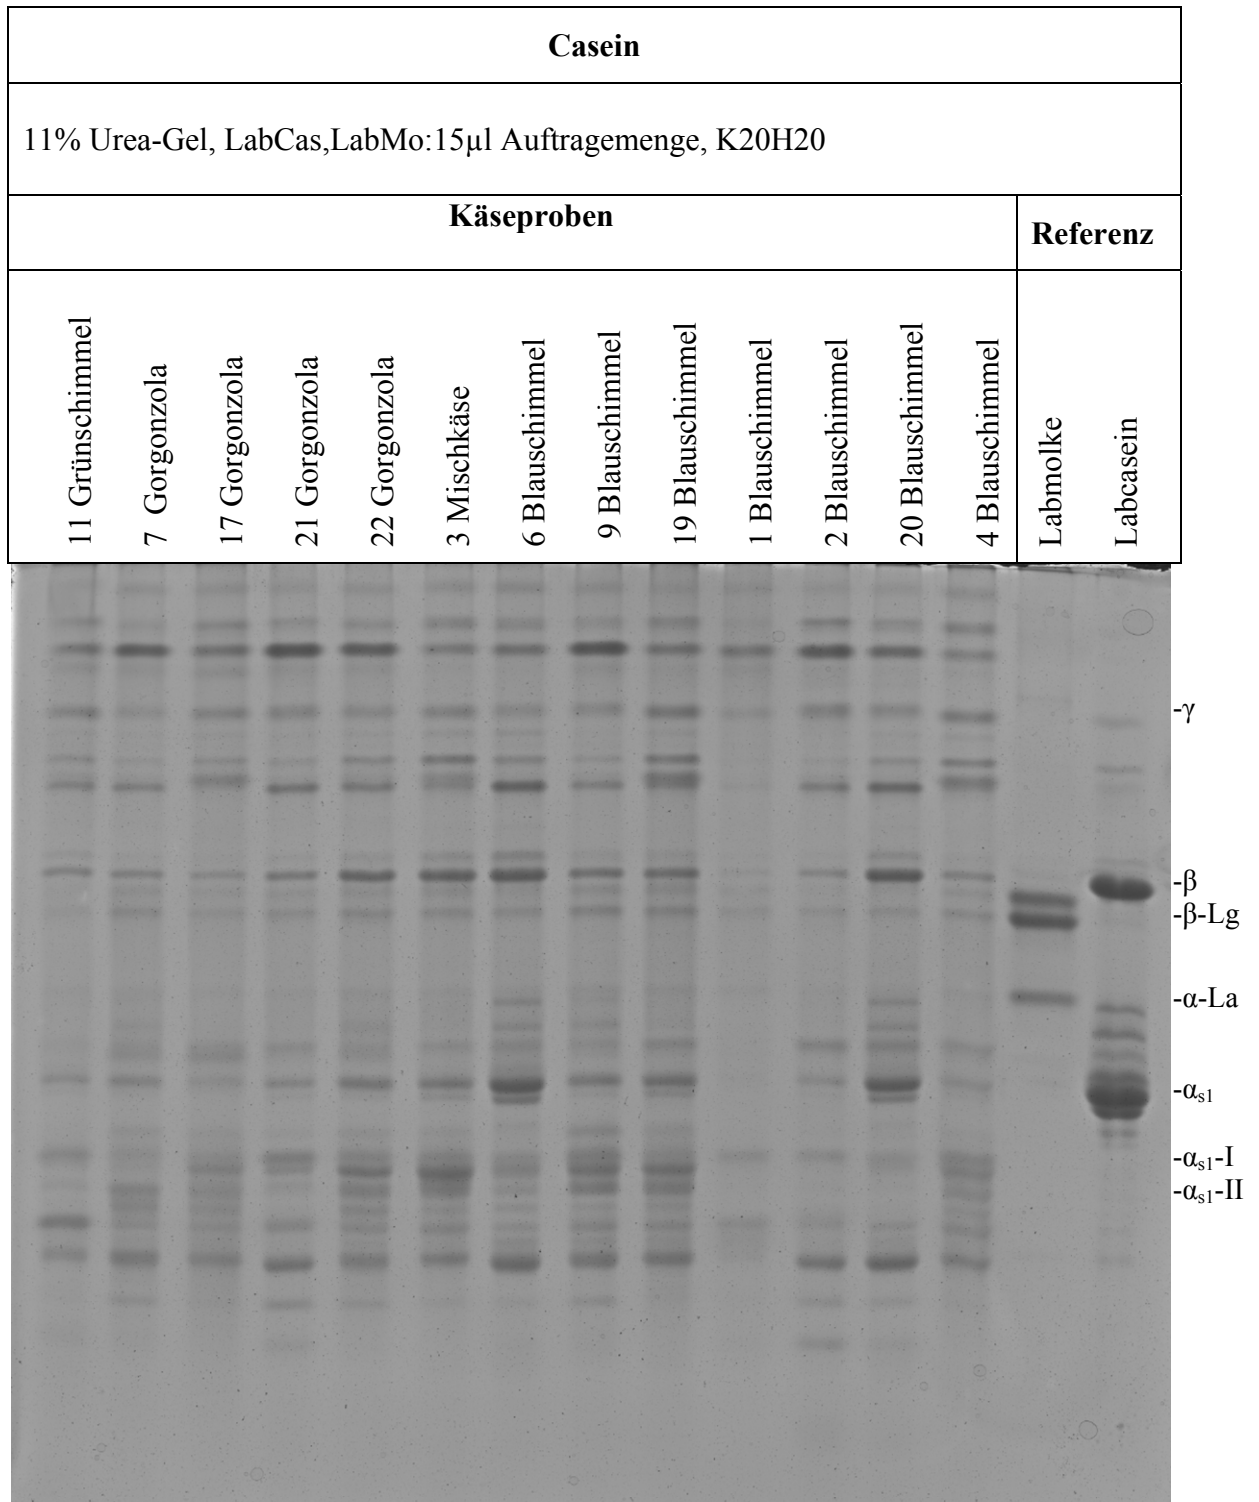 Casein
11% Urea-Gel, LabCas,LabMo:15µl Auftragemenge, K20H20
Käseproben
Referenz
11 Grünschimmel
7 Gorgonzola
17 Gorgonzola
21 Gorgonzola
22 Gorgonzola
3 Mischkäse
6 Blauschimmel
9 Blauschimmel
19 Blauschimmel
1 Blauschimmel
2 Blauschimmel
20 Blauschimmel
4 Blauschimmel
Labmolke
Labcasein
-γ
-β
-β-Lg
-α-La
-αs1
-αs1-I
-αs1-II